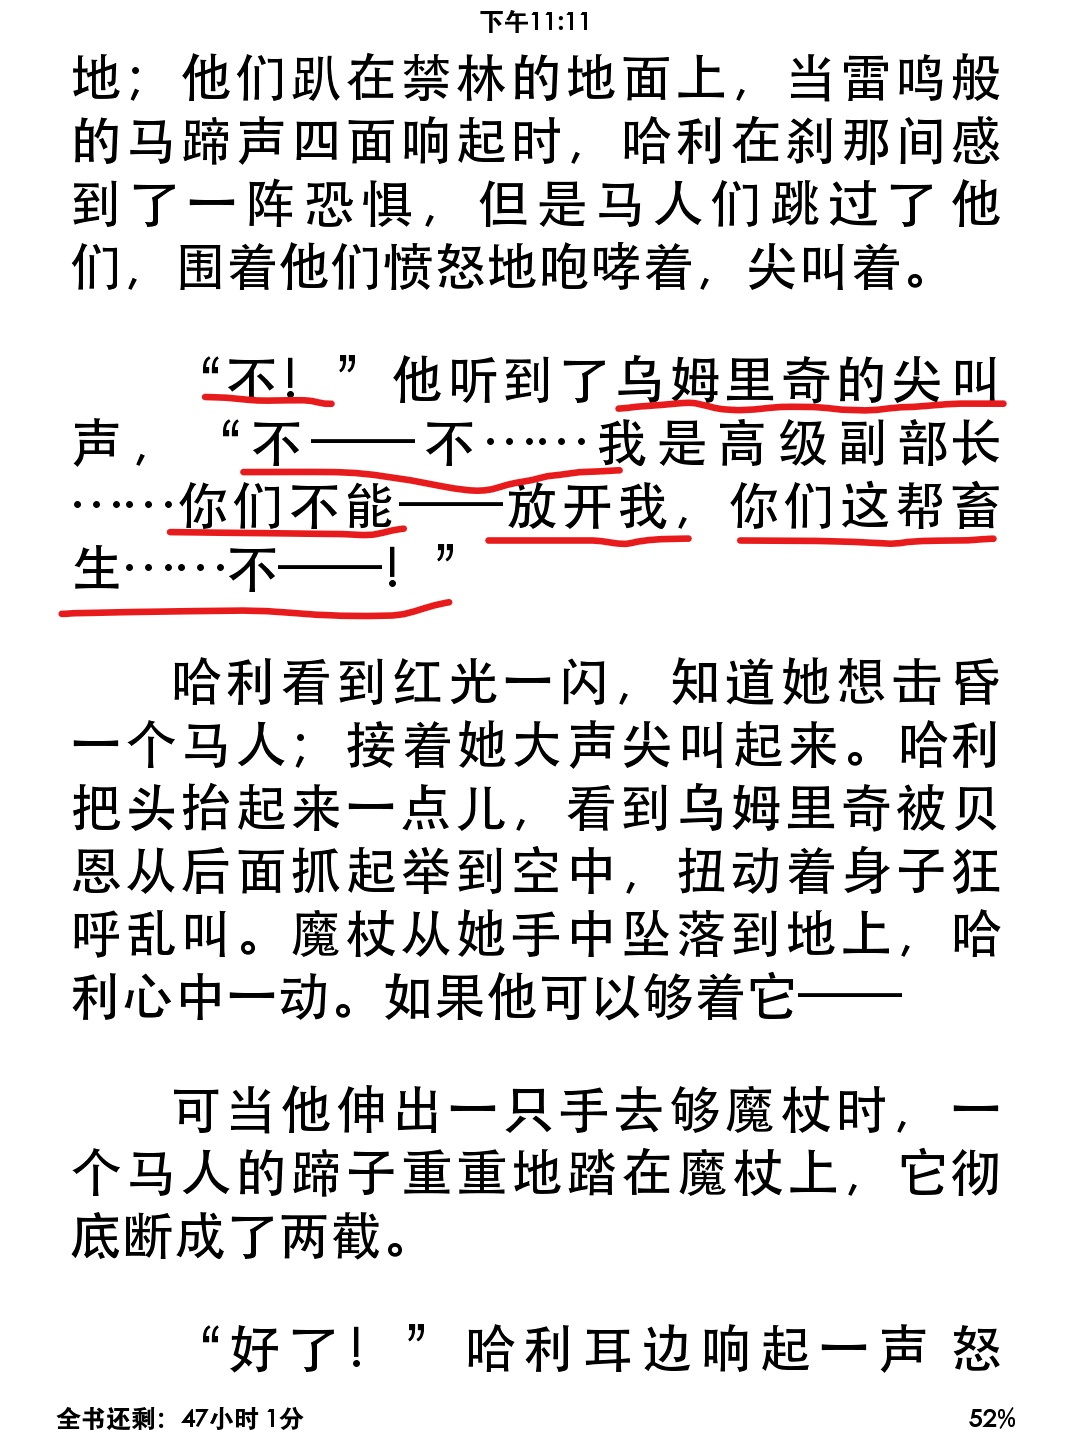 下午11:11
地；他们趴在禁林的地面上，当雷鸣般
的马蹄声四面响起时，哈利在刹那间感
到了一阵恐惧，但是马人们跳过了他
们，围着他们愤怒地咆哮着，尖叫着。
“不！”他听到了乌姆里奇的尖叫
声，“不——不……我是高级副部长
……你们不能——放开我，你们这帮畜
生……不——！”
哈利看到红光一闪，知道她想击昏
一个马人；接着她大声尖叫起来。哈利
把头抬起来一点儿，看到乌姆里奇被贝
恩从后面抓起举到空中，扭动着身子狂
呼乱叫。魔杖从她手中坠落到地上，哈
利心中一动。如果他可以够着它——
可当他伸出一只手去够魔杖时，一
个马人的蹄子重重地踏在魔杖上，它彻
底断成了两截。
“好了！”哈利耳边响起一声怒
全书还剩：47小时1分
52%